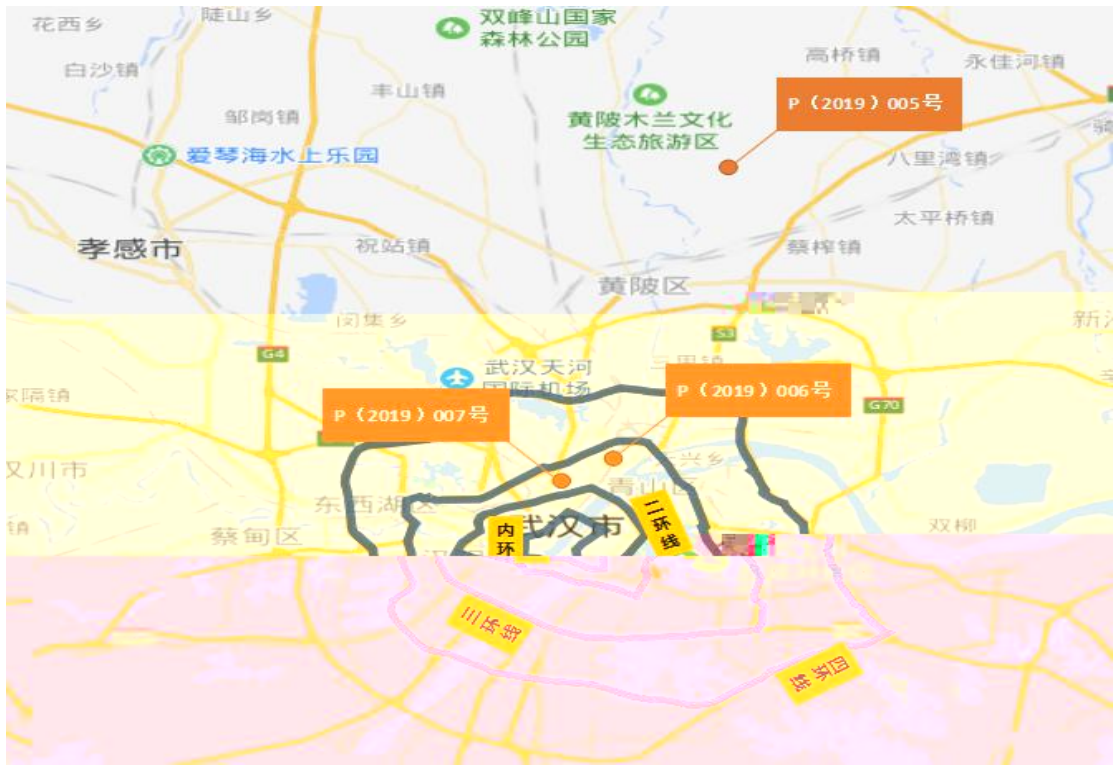 花西乡
陡山乡
双峰山国家
森林公园
高桥镇
永佳河镇
白沙镇
丰山镇
P（2019）005号
邹岗镇
黄陂木兰文化
生态旅游区
爱琴海水上乐园
八里湾镇
太平桥镇
孝感市
祝站镇
蔡榨镇
黄陂区
闵集乡
S3
G4
武汉天河
国际机场
P（2019）006号
P（2019）007号
G70
汉川市
东西湖区
青山区
二环线
双柳
蔡甸区
内环
武汉市
三环线
四环线